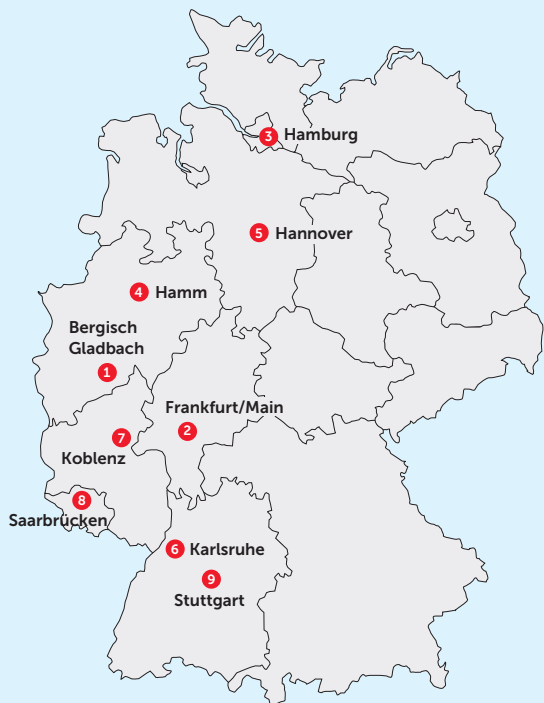 3 Hamburg
5 Hannover
4 Hamm
Bergisch
Gladbach
1
Frankfurt/Main
2
7
Koblenz
8
Saarbrücken
6 Karlsruhe
9
Stuttgart